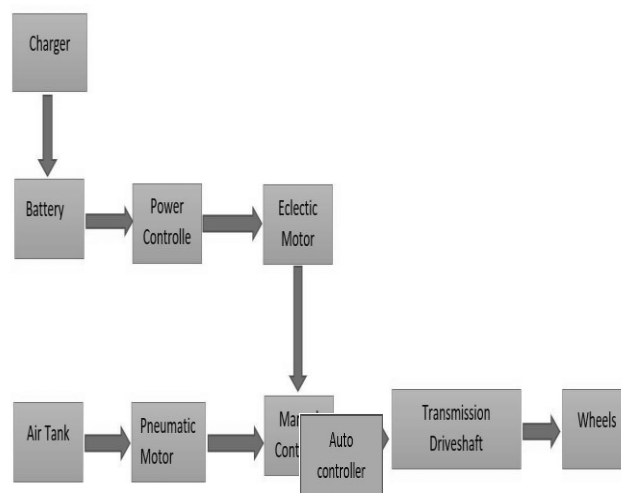 Charger
Battery
Power
Controlle
Eclectic
Motor
Air Tank
Pneumatic
Motor
Auto
controller
Transmission
Driveshaft
Wheels